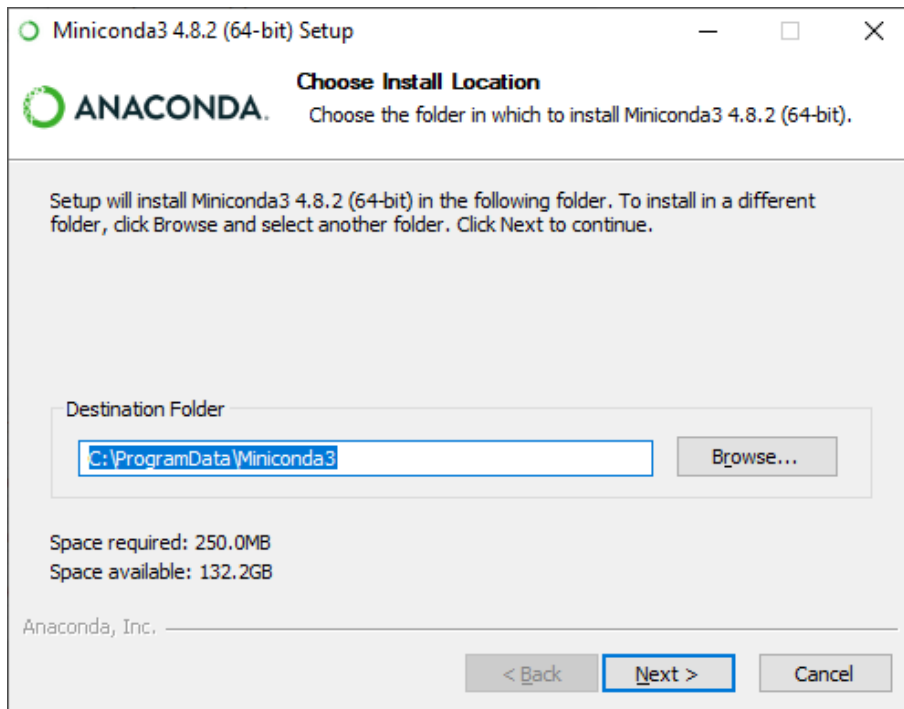 Miniconda3 4.8.2 (64-bit) Setup
ANACONDA.
Choose Install Location
Choose the folder in which to install Miniconda3 4.8.2 (64-bit).
Setup will install Miniconda3 4.8.2 (64-bit) in the following folder. To install in a different
folder, click Browse and select another folder. Click Next to continue.
Destination Folder
C:\ProgramData\Miniconda3
Browse...
Space required: 250.0MB
Space available: 132.2GB
Anaconda, Inc.
< Back
Next >
Cancel